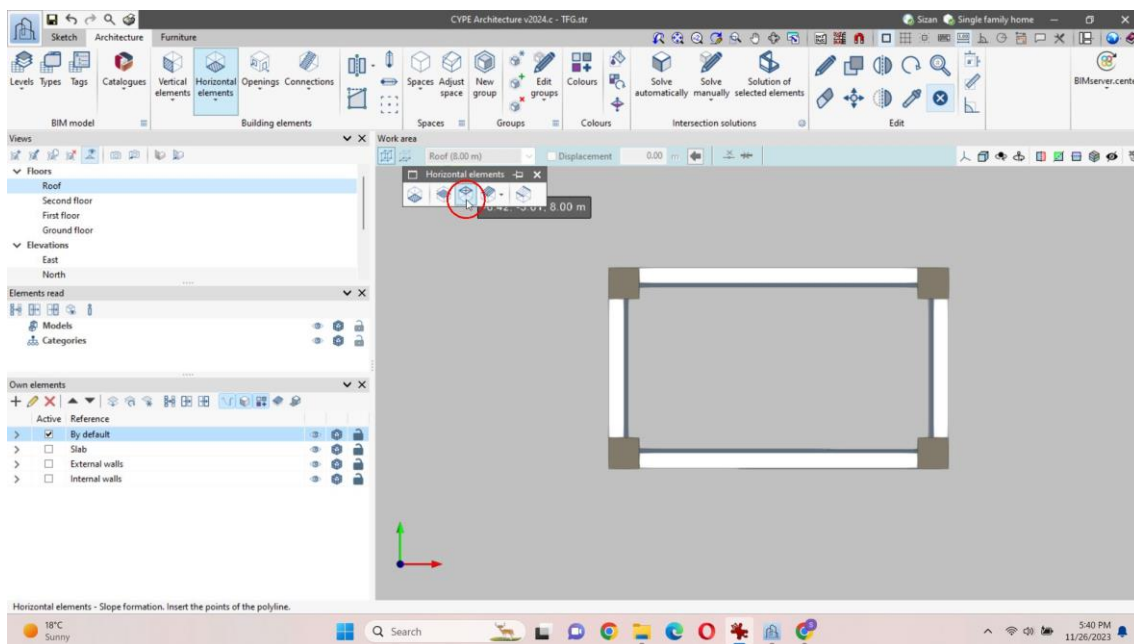 CYPE Architecture v2024.c - TFG.str
Sizan
Single family home
Sketch
Architecture
Furniture
Levels
Types
Tags
Catalogues
Vertical elements
Horizontal elements
Openings
Connections
Spaces
Adjust space
New group
Edit groups
Colours
Solve automatically
Solve manually
Solution of selected elements
BIMserver.cente
BIM model
Building elements
Spaces
Groups
Colours
Intersection solutions
Edit
Views
Work area
Roof (8.00 m)
Displacement
0.00 m
Floors
Roof
Second floor
First floor
Ground floor
Elevations
East
North
Horizontal elements
8.00 m
Elements read
Models
Categories
Own elements
Active Reference
By default
Slab
External walls
Internal walls
Horizontal elements - Slope formation. Insert the points of the polyline.
18°C
Sunny
Search
5:40 PM
11/26/2023